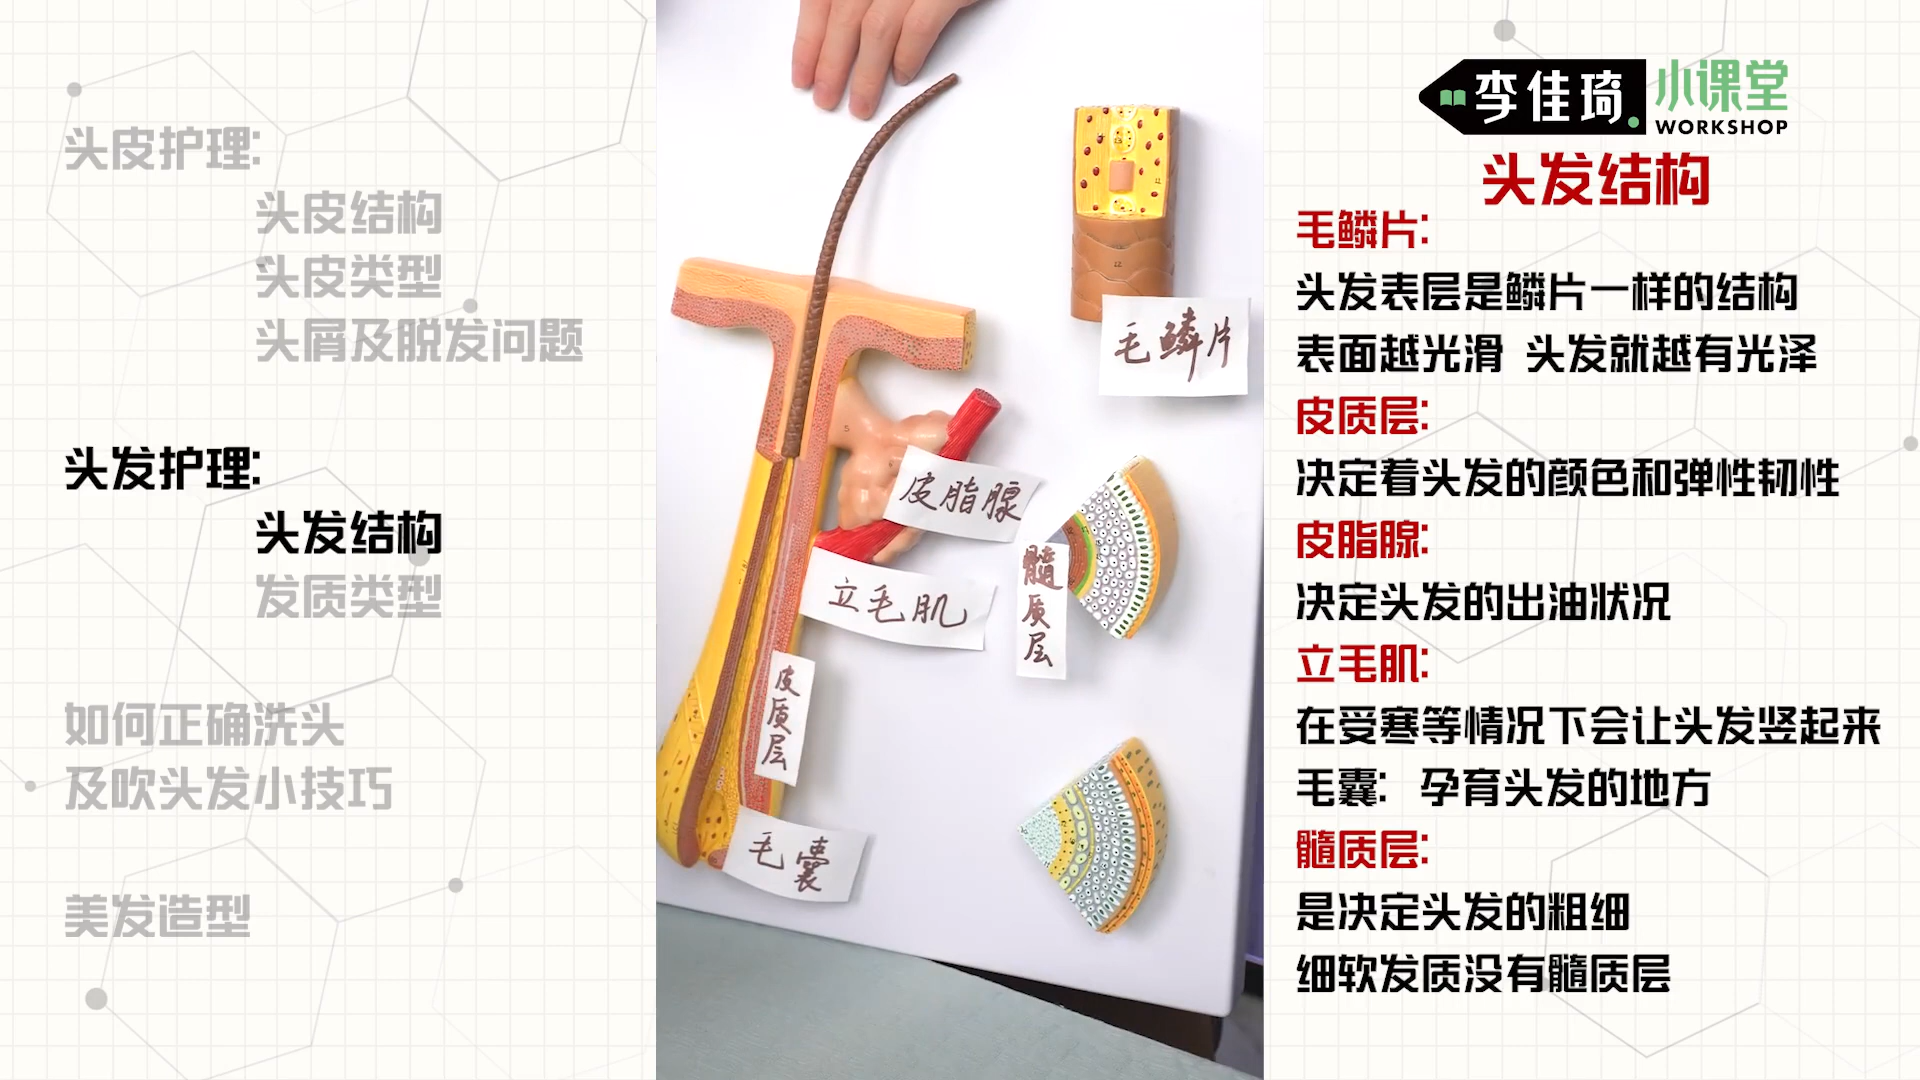 头皮护理:
头皮结构
头皮类型
头屑及脱发问题
头发护理:
头发结构
发质类型
如何正确洗头
及吹头发小技巧
美发造型
毛鳞片
皮脂腺
立毛肌
髓质层
皮质层
毛囊
李佳琦小课堂
WORKSHOP
头发结构
毛鳞片:
头发表层是鳞片一样的结构
表面越光滑 头发就越有光泽
皮质层:
决定着头发的颜色和弹性韧性
皮脂腺:
决定头发的出油状况
立毛肌:
在受寒等情况下会让头发竖起来
毛囊: 孕育头发的地方
髓质层:
是决定头发的粗细
细软发质没有髓质层